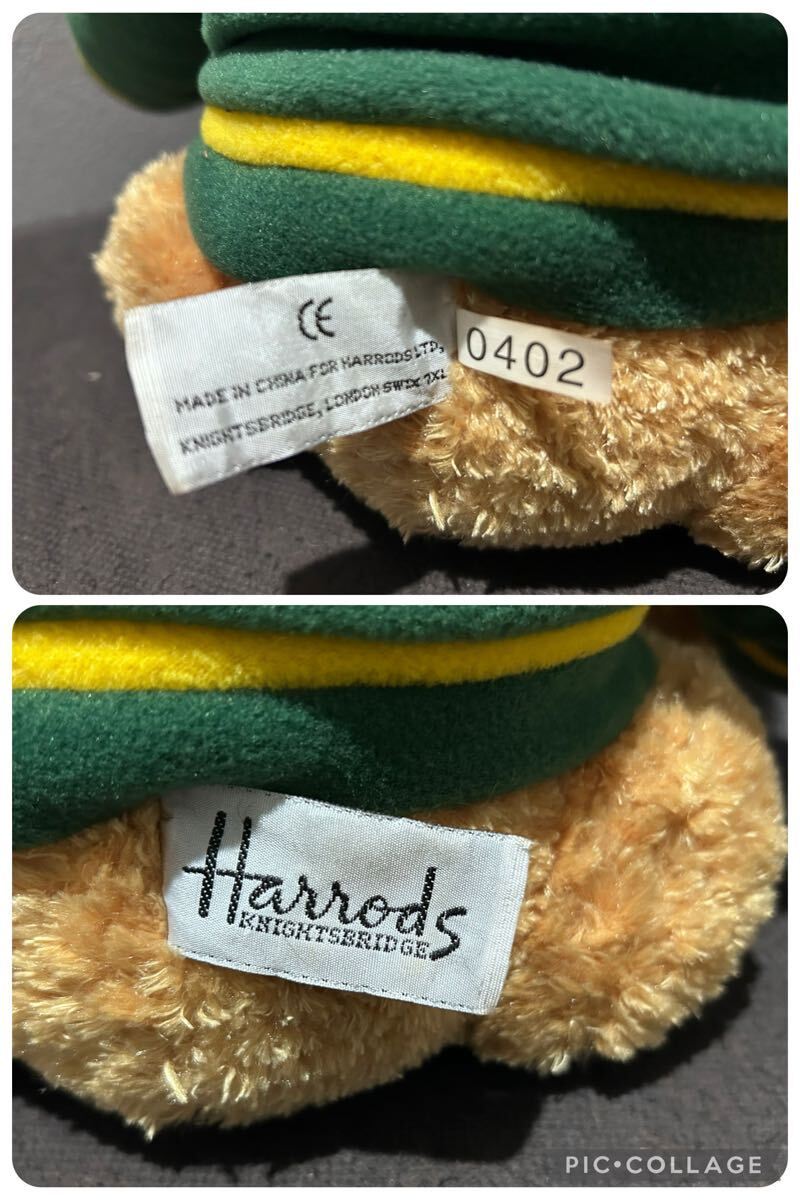 CE
MADE IN CHINA FOR HARRODS LTD,
KNIGHTSBRIDGE, LONDON SW1X 7XL
0402
Harrods
KNIGHTSBRIDGE
PIC•COLLAGE